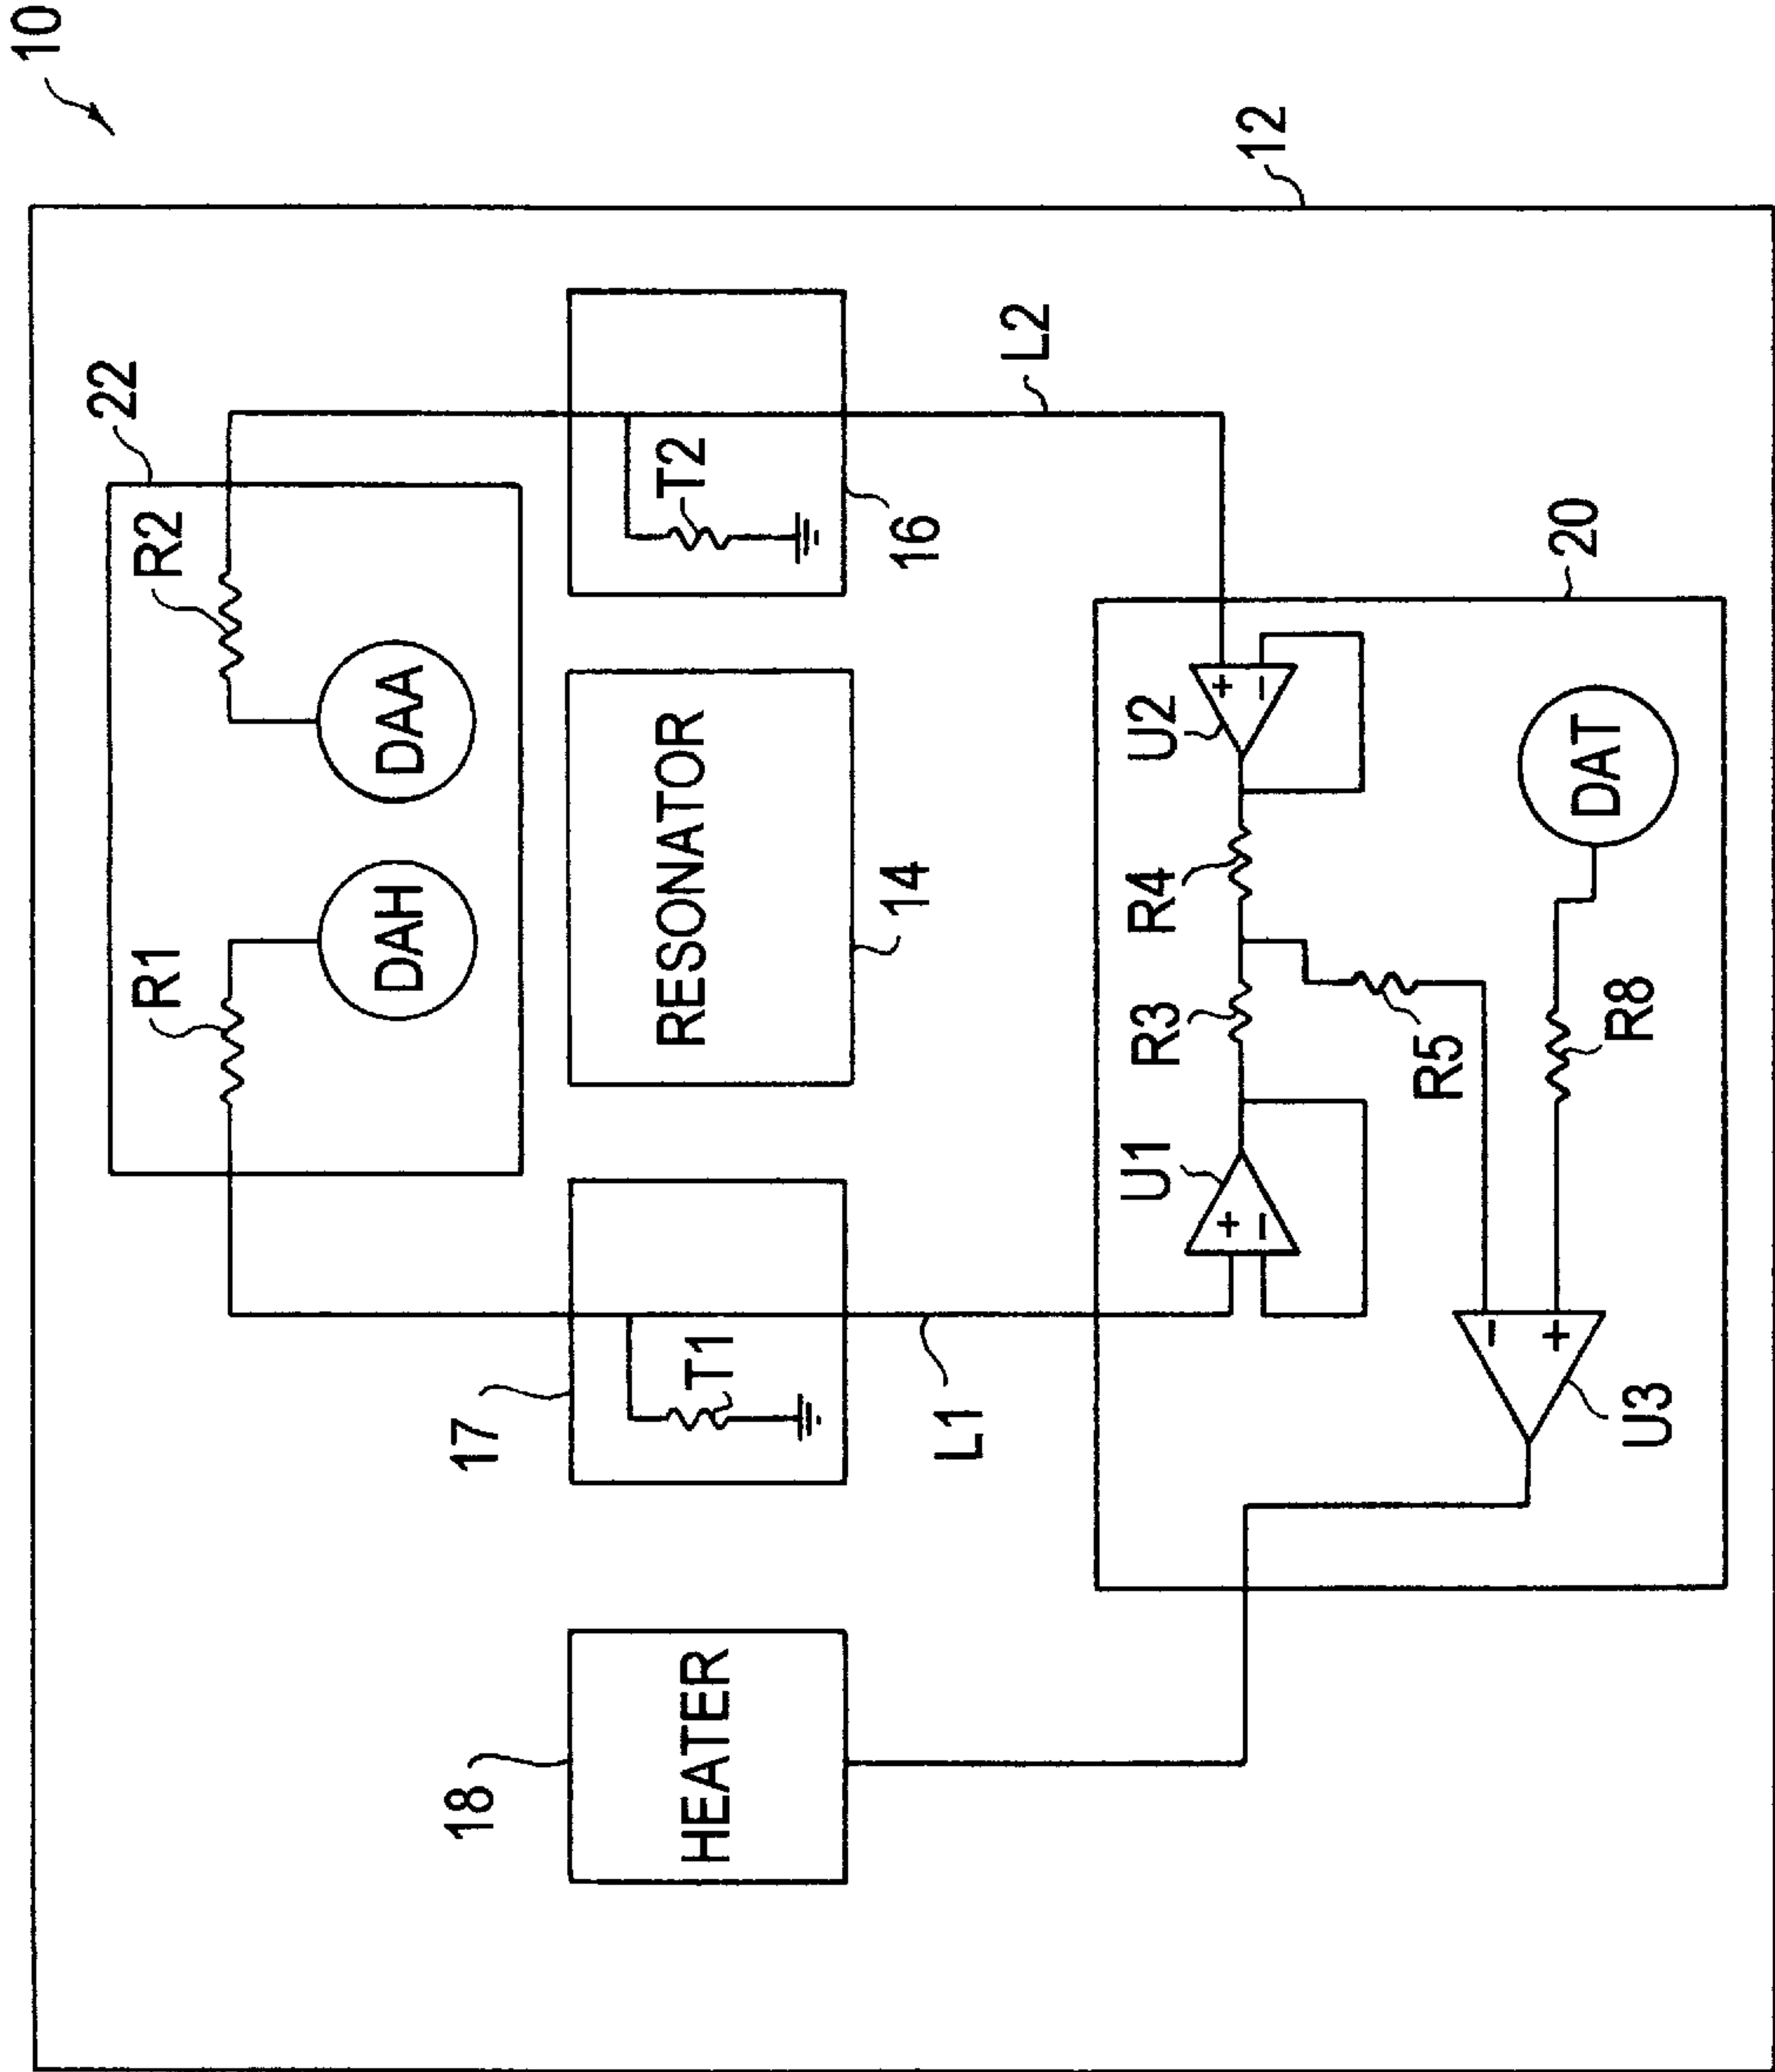 10
12
22
R1
R2
DAH
DAA
18
HEATER
17
T1
RESONATOR
14
T2
16
L1
L2
20
U1
R3
R4
U2
R5
R8
DAT
U3
+
-
+
-
-
+